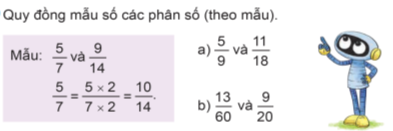 Quy đồng mẫu số các phân số (theo mẫu).
Mẫu: 5/7 và 9/14
5/7 = 5 × 2/7 × 2 = 10/14.
a) 5/9 và 11/18
b) 13/60 và 9/20